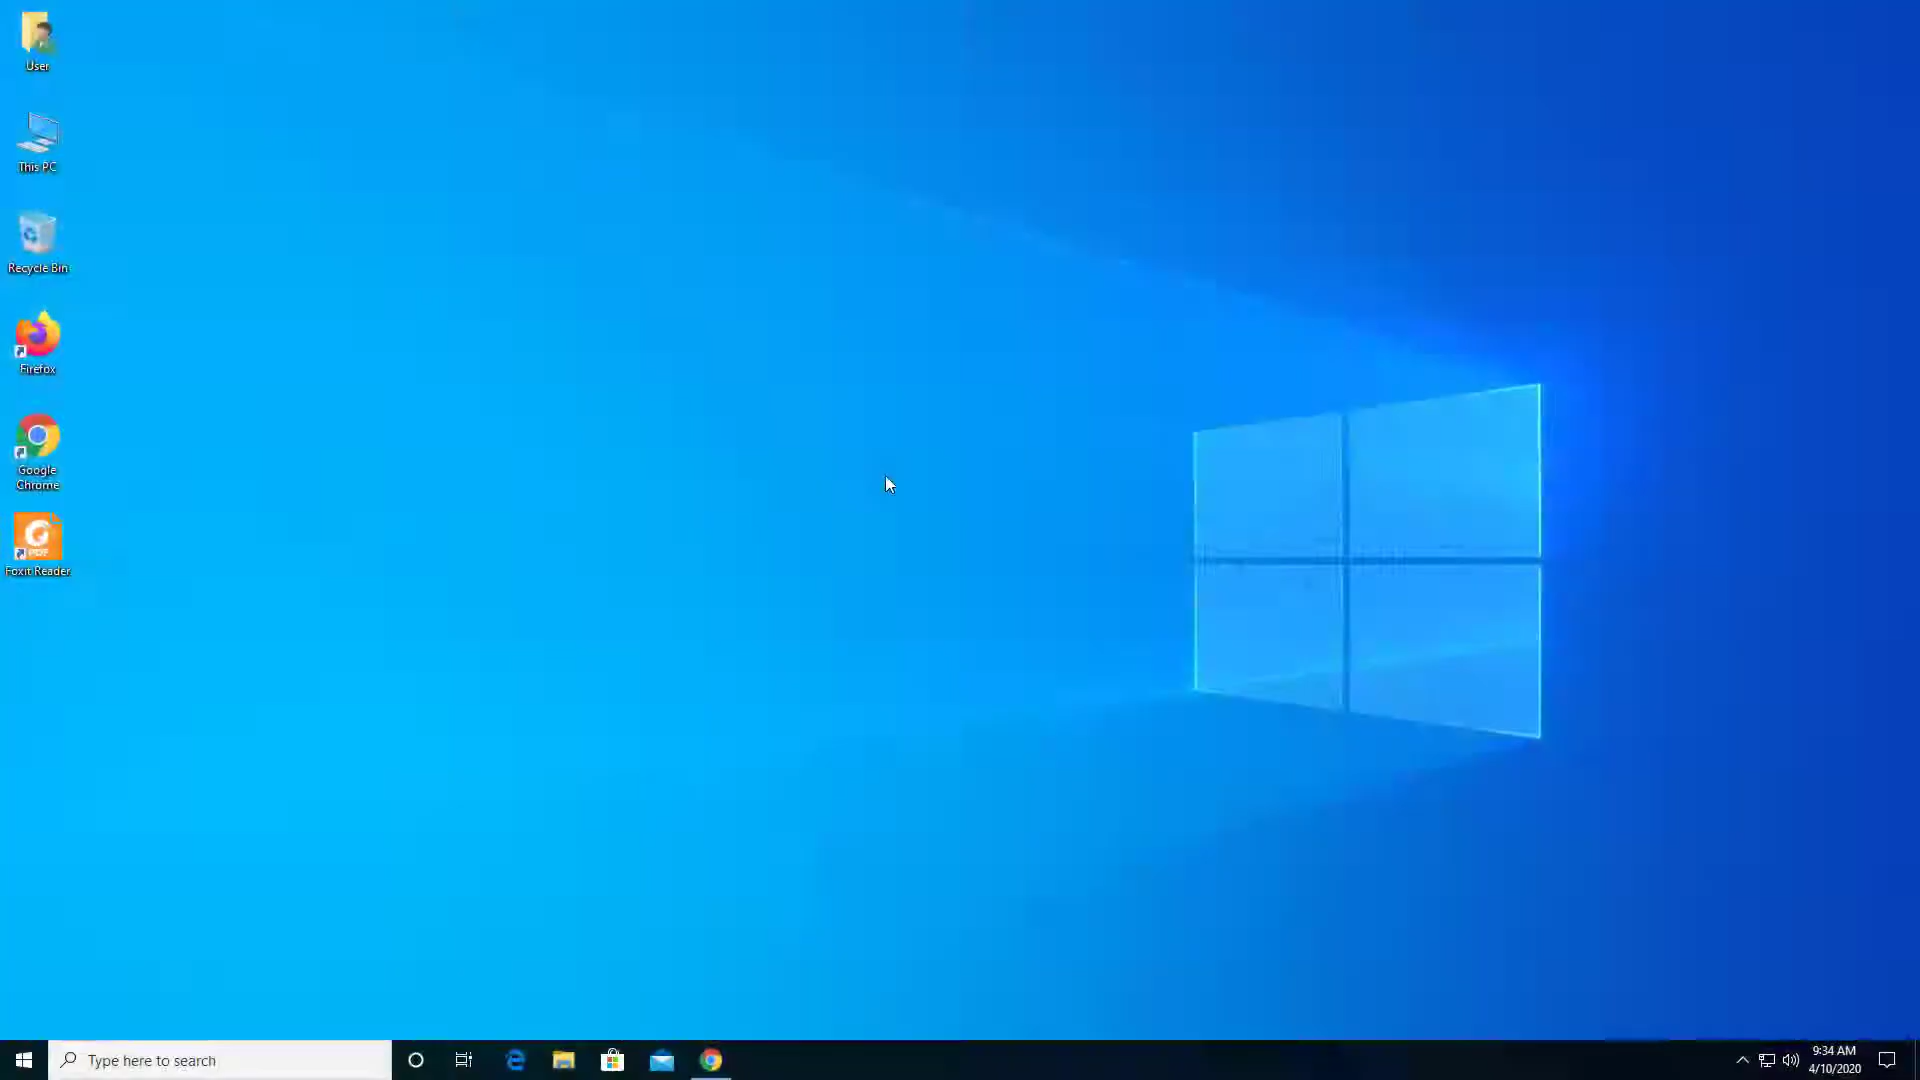 User
This PC
Recycle Bin
Firefox
Google
Chrome
PDF
Foxit Reader
Type here to search
9:34 AM
4/10/2020